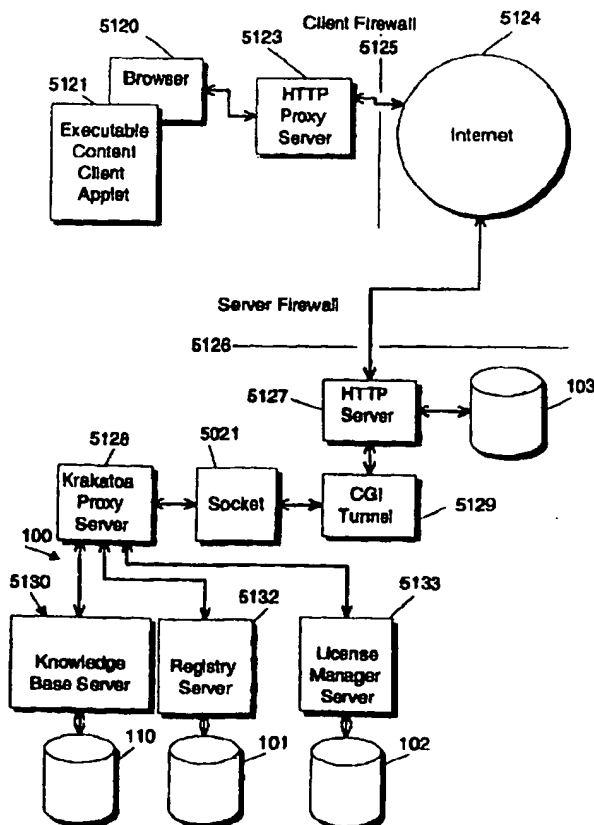 Client Firewall
5120
5123
5125
5124
5121
Browser
HTTP
Proxy
Server
Internet
Executable
Content
Client
Applet
Server Firewall
5126
5127
HTTP
Server
103
5128
5021
Krakatoa
Proxy
Server
Socket
CGI
Tunnel
5129
100
5130
5132
5133
Knowledge
Base Server
Registry
Server
License
Manager
Server
110
101
102